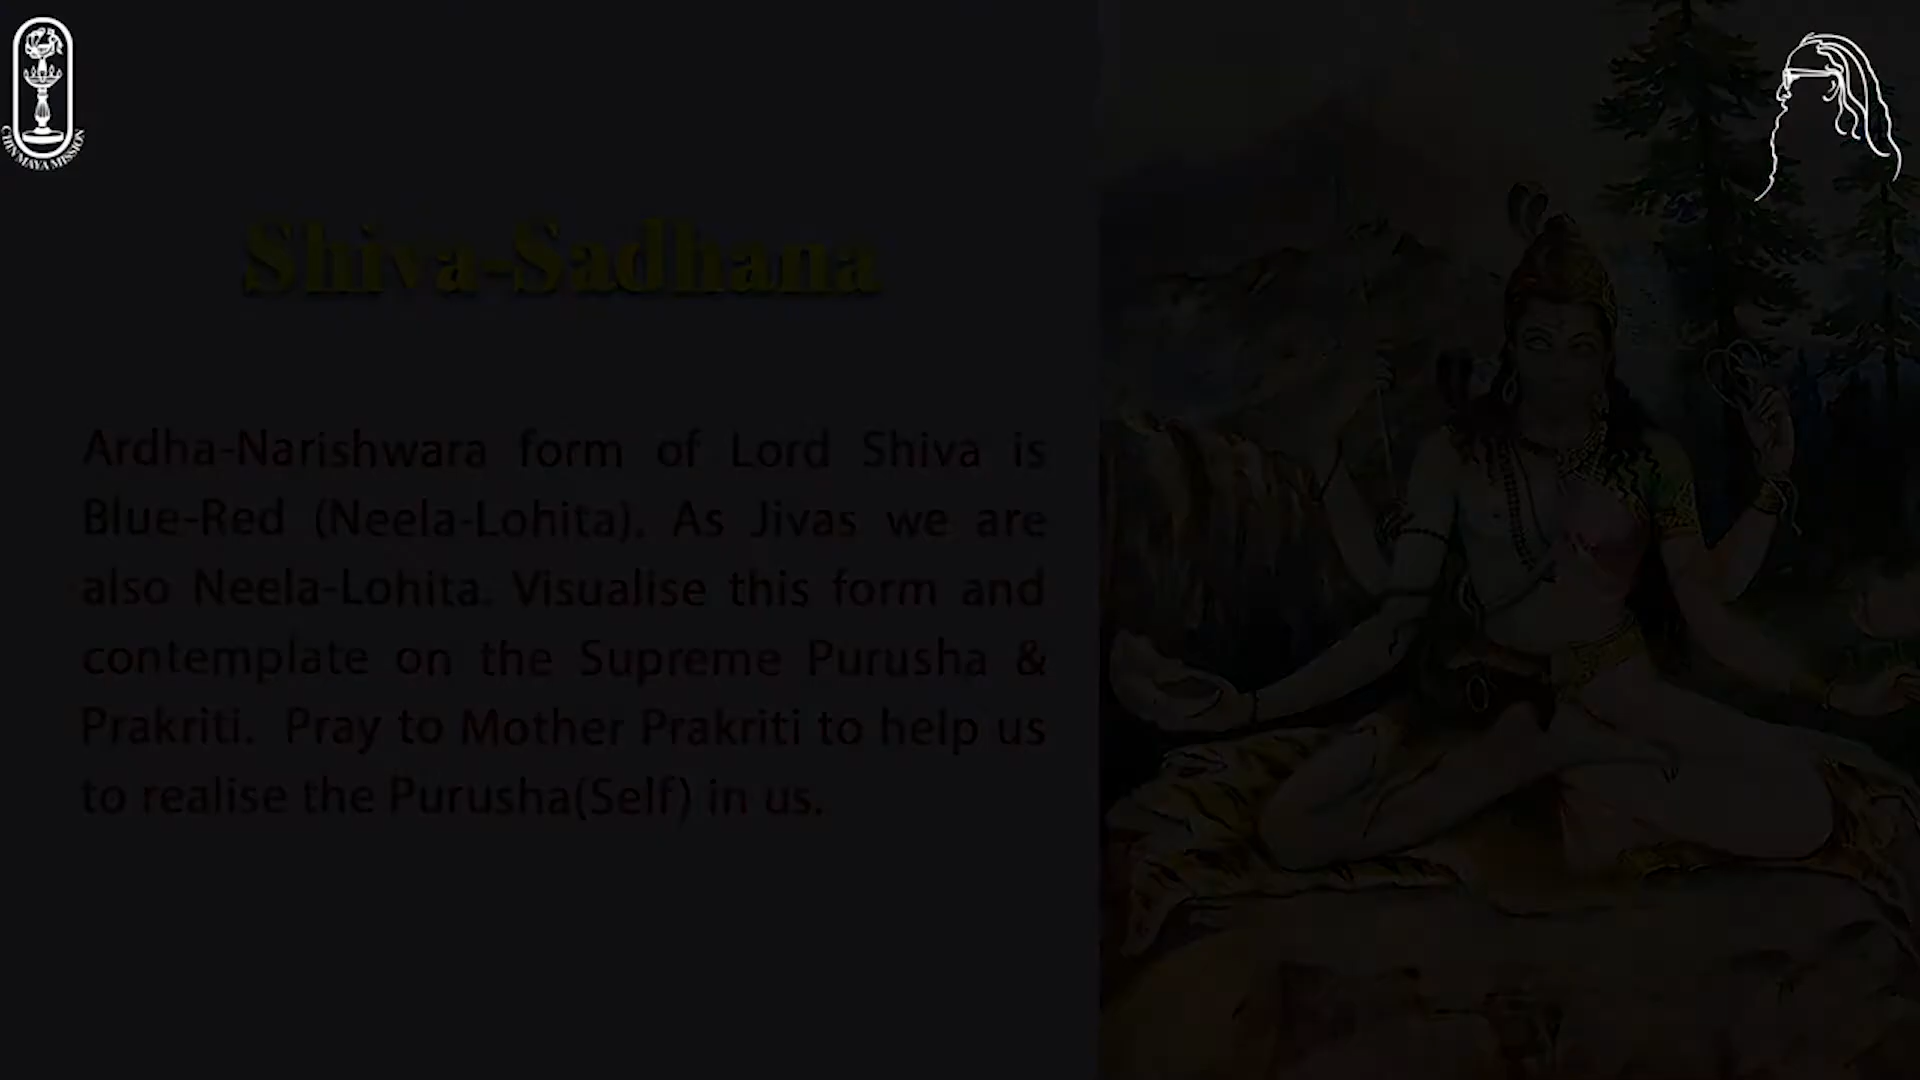 CHINMAYA MISSION
Shiva-Sadhana
Ardha-Narishwara form of Lord Shiva is
Blue-Red (Neela-Lohita). As Jivas we are
also Neela-Lohita. Visualise this form and
contemplate on the Supreme Purusha &
Prakriti. Pray to Mother Prakriti to help us
to realise the Purusha(Self) in us.